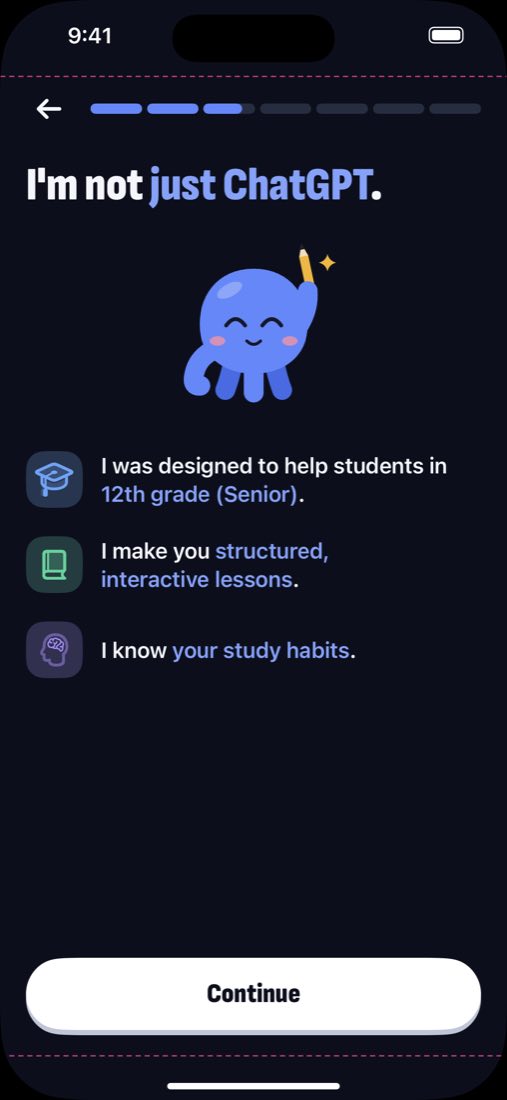 9:41
I'm not just ChatGPT.
I was designed to help students in
12th grade (Senior).
I make you structured,
interactive lessons.
I know your study habits.
Continue